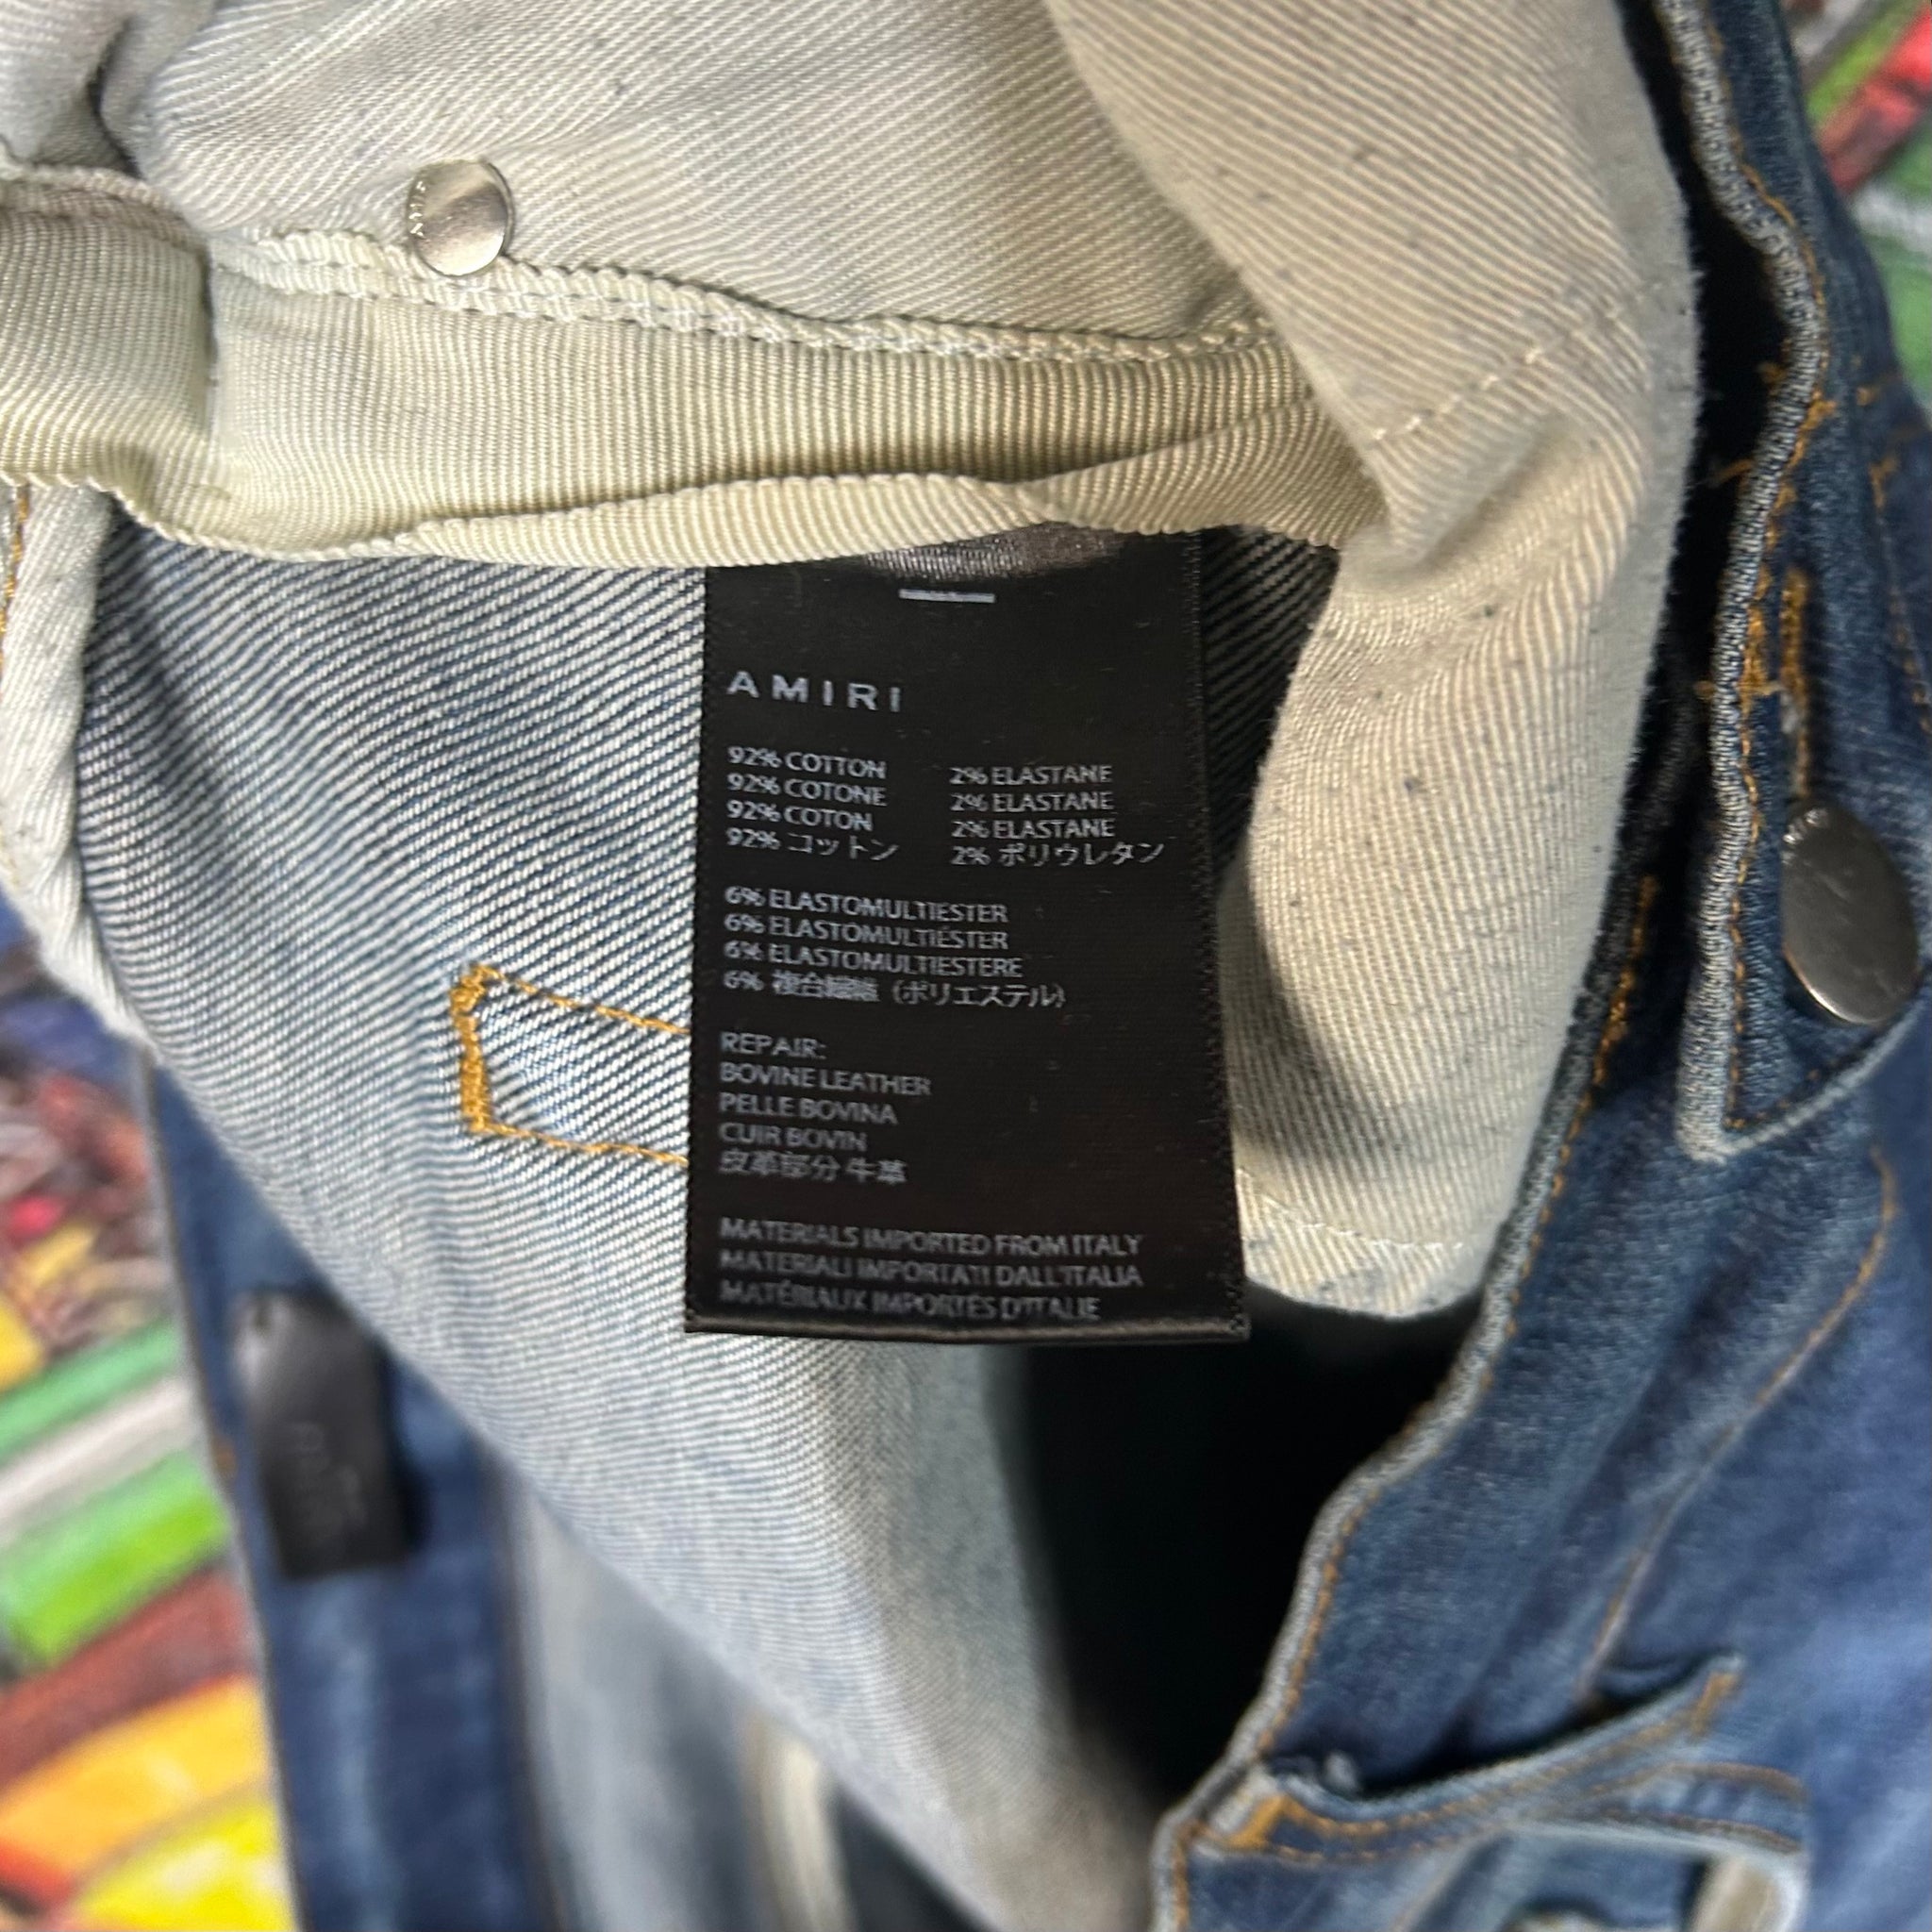 AMIRI
92% COTTON 2% ELASTANE
92% COTONE 2% ELASTANE
92% COTON 2% ELASTANE
92% コットン 2% ポリウレタン
6% ELASTOMULTIESTER
6% ELASTOMULTIÉSTER
6% ELASTOMULTIESTERE
6% 複合繊維 (ポリエステル)
REPAIR:
BOVINE LEATHER
PELLE BOVINA
CUIR BOVIN
皮革部分 牛革
MATERIALS IMPORTED FROM ITALY
MATERIALI IMPORTATI DALL'ITALIA
MATÉRIAUX IMPORTÉS D'ITALIE